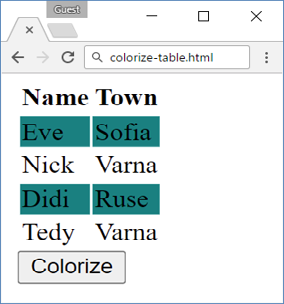 Guest
colorize-table.html
Name Town
Eve Sofia
Nick Varna
Didi Ruse
Tedy Varna
Colorize